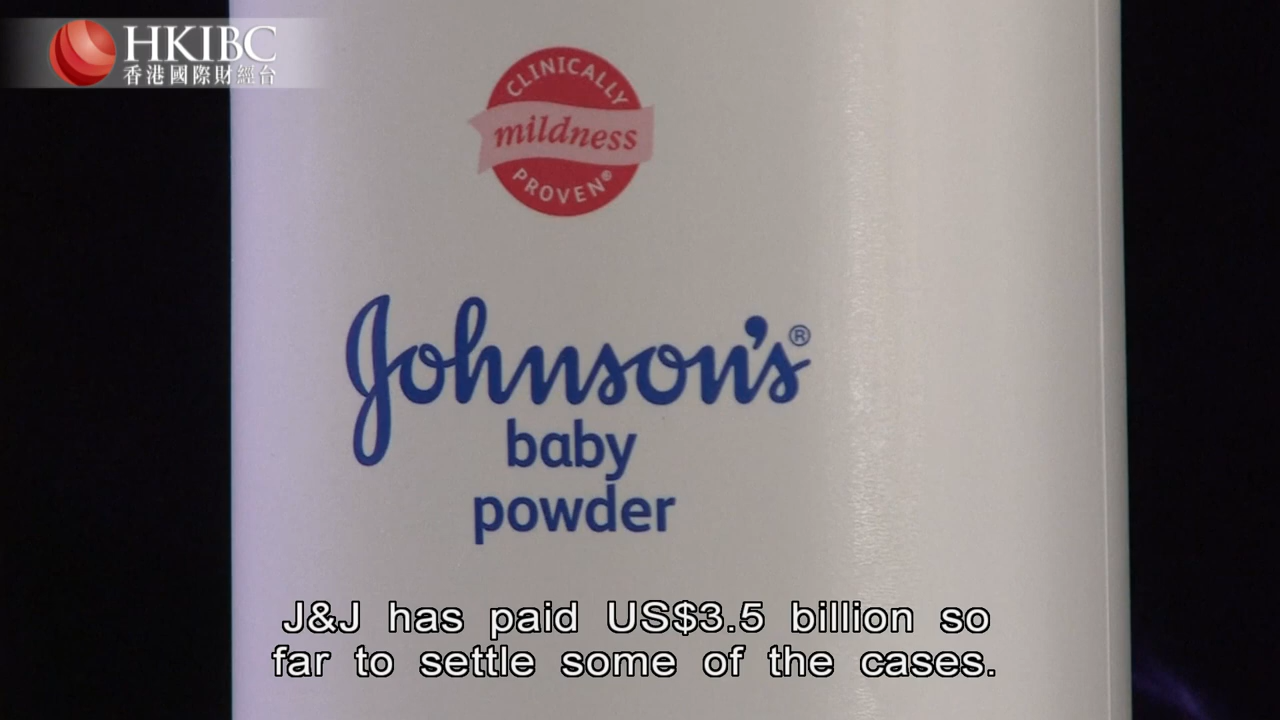 HKIBC
香港國際財經台
CLINICALLY
mildness
PROVEN®
Johnson's®
baby
powder
J&J has paid US$3.5 billion so
far to settle some of the cases.